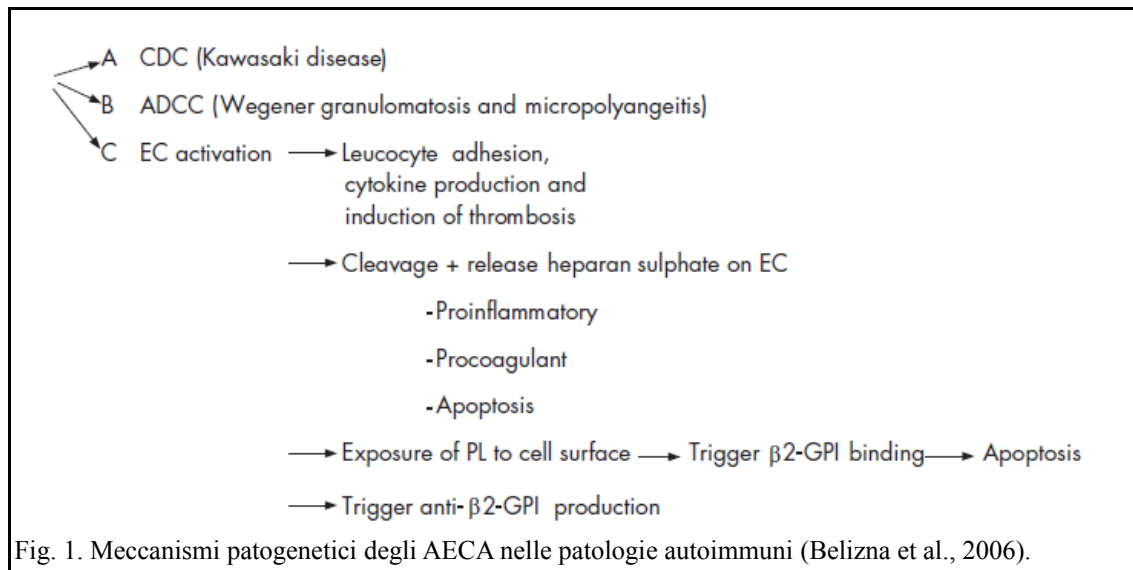 A CDC (Kawasaki disease)
B ADCC (Wegener granulomatosis and micropolyangeitis)
C EC activation → Leucocyte adhesion,
cytokine production and
induction of thrombosis
→ Cleavage + release heparan sulphate on EC
-Proinflammatory
-Procoagulant
-Apoptosis
→ Exposure of PL to cell surface → Trigger β2-GPI binding → Apoptosis
→ Trigger anti-β2-GPI production
Fig. 1. Meccanismi patogenetici degli AECA nelle patologie autoimmuni (Belizna et al., 2006).